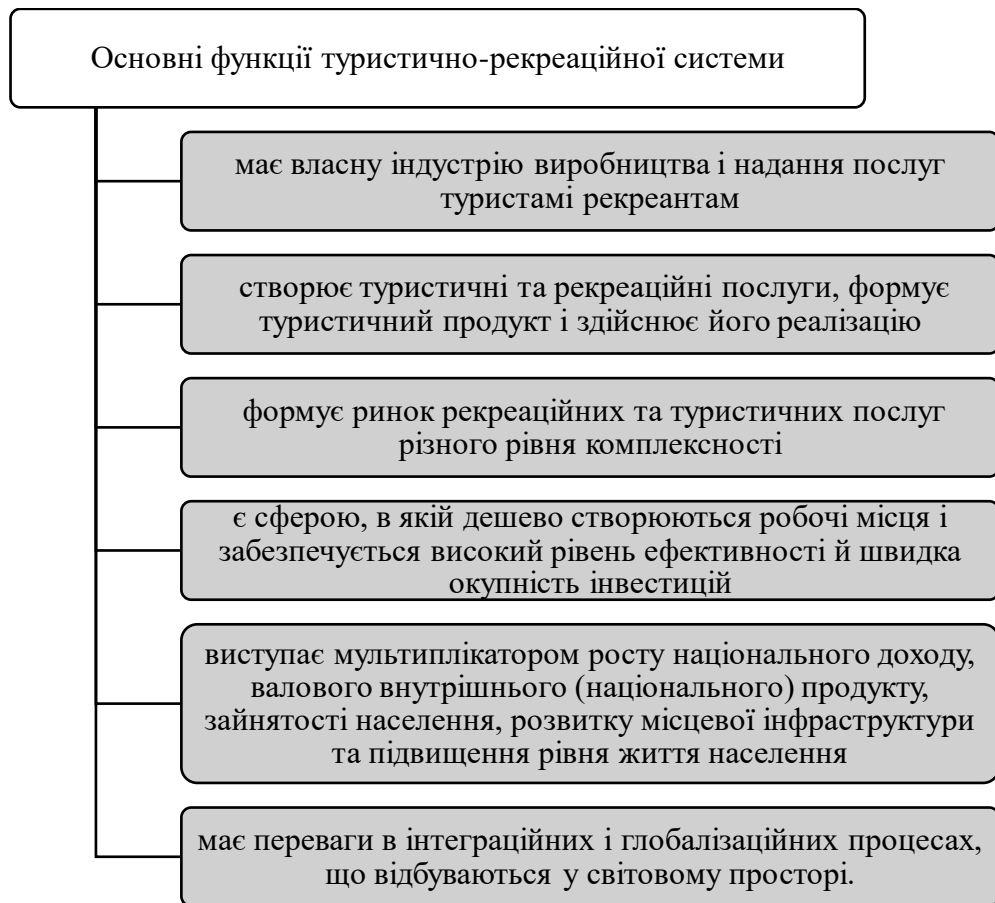 Основні функції туристично-рекреаційної системи
має власну індустрію виробництва і надання послуг
туристамі рекреантам
створює туристичні та рекреаційні послуги, формує
туристичний продукт і здійснює його реалізацію
формує ринок рекреаційних та туристичних послуг
різного рівня комплексності
є сферою, в якій дешево створюються робочі місця і
забезпечується високий рівень ефективності й швидка
окупність інвестицій
виступає мультиплікатором росту національного доходу,
валового внутрішнього (національного) продукту,
зайнятості населення, розвитку місцевої інфраструктури
та підвищення рівня життя населення
має переваги в інтеграційних і глобалізаційних процесах,
що відбуваються у світовому просторі.